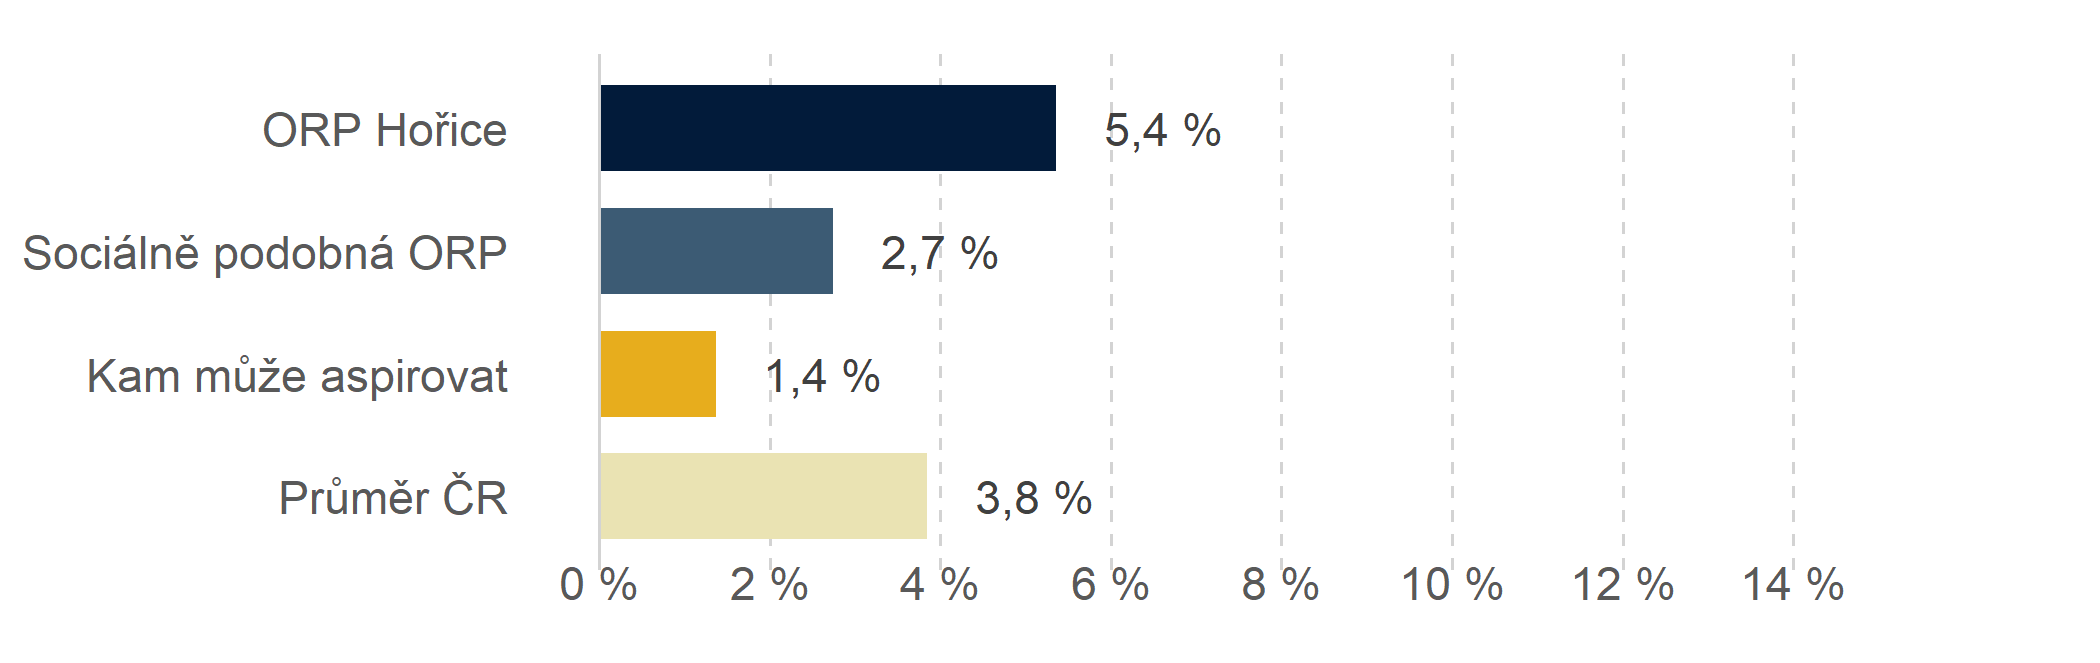 ORP Hořice
5,4 %
Sociálně podobná ORP
2,7 %
Kam může aspirovat
1,4 %
Průměr ČR
3,8 %
0 % 2 % 4 % 6 % 8 % 10 % 12 % 14 %